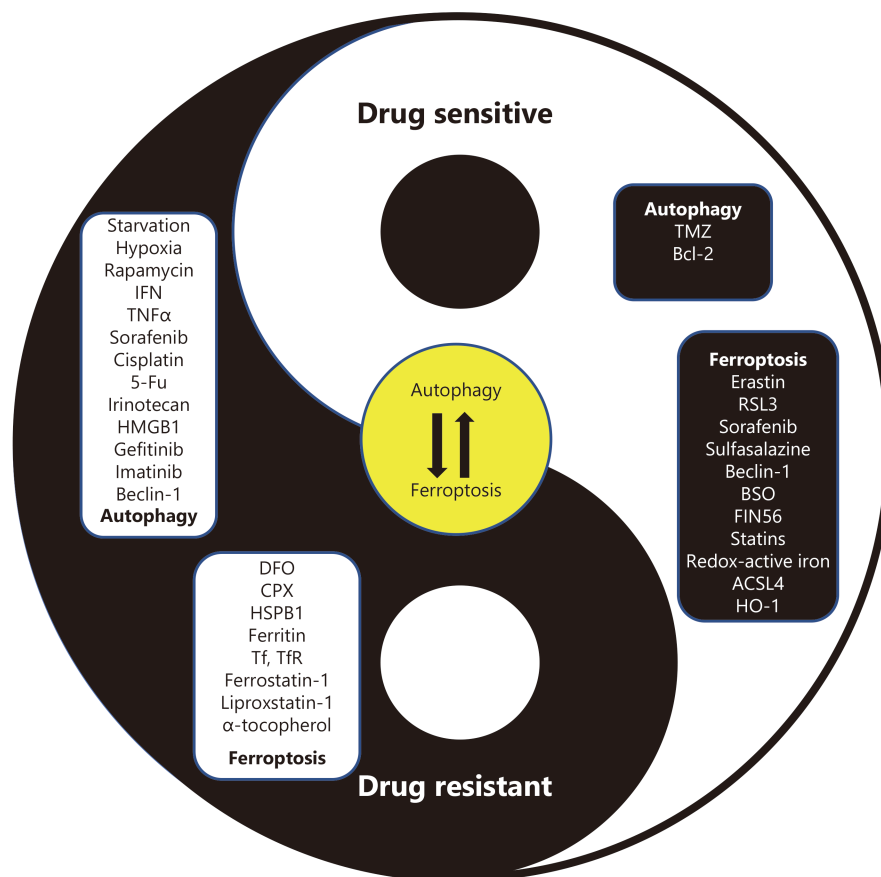 Drug sensitive
Autophagy
TMZ
Bcl-2
Starvation
Hypoxia
Rapamycin
IFN
TNFα
Sorafenib
Cisplatin
5-Fu
Irinotecan
HMGB1
Gefitinib
Imatinib
Beclin-1
Autophagy
Autophagy
Ferroptosis
Ferroptosis
Erastin
RSL3
Sorafenib
Sulfasalazine
Beclin-1
BSO
FIN56
Statins
Redox-active iron
ACSL4
HO-1
DFO
CPX
HSPB1
Ferritin
Tf, TfR
Ferrostatin-1
Liproxstatin-1
α-tocopherol
Ferroptosis
Drug resistant